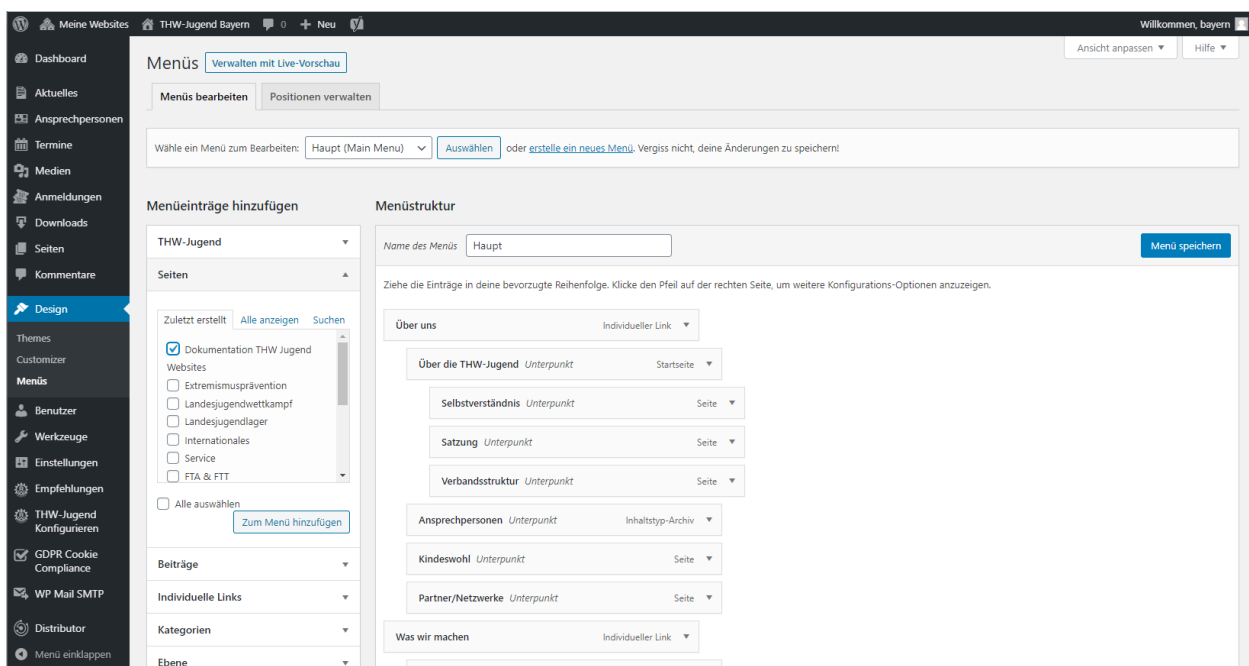 Meine Websites THW-Jugend Bayern 0 Neu Willkommen, bayern
Ansicht anpassen Hilfe
Dashboard
Aktuelles
Ansprechpersonen
Termine
Medien
Anmeldungen
Downloads
Seiten
Kommentare
Design
Themes
Customizer
Menüs
Benutzer
Werkzeuge
Einstellungen
Empfehlungen
THW-Jugend
Konfigurieren
GDPR Cookie
Compliance
WP Mail SMTP
Distributor
Menü einklappen
Menüs Verwalten mit Live-Vorschau
Menüs bearbeiten Positionen verwalten
Wähle ein Menü zum Bearbeiten: Haupt (Main Menu) Auswählen oder erstelle ein neues Menü. Vergiss nicht, deine Änderungen zu speichern!
Menüeinträge hinzufügen
THW-Jugend
Seiten
Zuletzt erstellt Alle anzeigen Suchen
Dokumentation THW Jugend
Websites
Extremismusprävention
Landesjugendwettkampf
Landesjugendlager
Internationales
Service
FTA & FTT
Alle auswählen
Zum Menü hinzufügen
Beiträge
Individuelle Links
Kategorien
Ebene
Menüstruktur
Name des Menüs Haupt Menü speichern
Ziehe die Einträge in deine bevorzugte Reihenfolge. Klicke den Pfeil auf der rechten Seite, um weitere Konfigurations-Optionen anzuzeigen.
Über uns Individueller Link
Über die THW-Jugend Unterpunkt Startseite
Selbstverständnis Unterpunkt Seite
Satzung Unterpunkt Seite
Verbandsstruktur Unterpunkt Seite
Ansprechpersonen Unterpunkt Inhaltstyp-Archiv
Kindeswohl Unterpunkt Seite
Partner/Netzwerke Unterpunkt Seite
Was wir machen Individueller Link